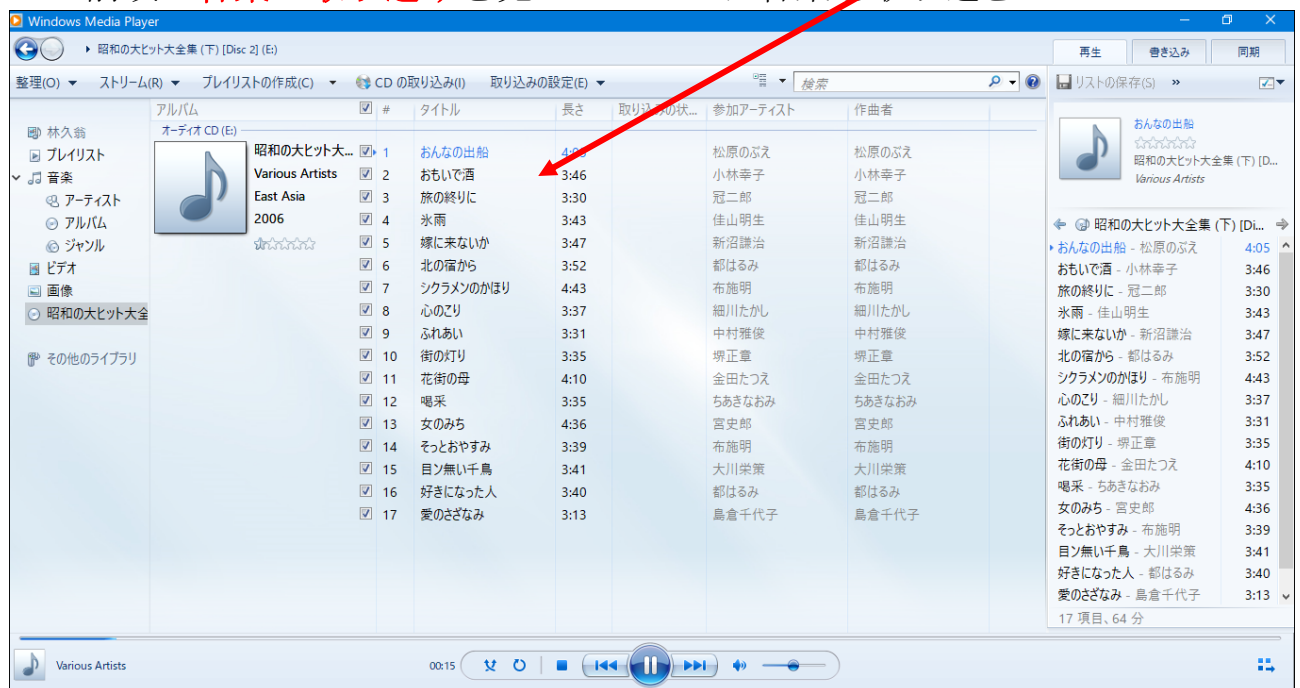 Windows Media Player
昭和の大ヒット大全集 (下) [Disc 2] (E:)
再生 書き込み 同期
整理(O) ストリーム(R) プレイリストの作成(C) CD の取り込み(I) 取り込みの設定(E) 検索 リストの保存(S) »
アルバム # タイトル 長さ 取り込みの状... 参加アーティスト 作曲者
オーディオ CD (E:)
昭和の大ヒット大...
Various Artists
East Asia
2006
林久翁
プレイリスト
音楽
アーティスト
アルバム
ジャンル
ビデオ
画像
昭和の大ヒット大全
その他のライブラリ
1 おんなの出船 松原のぶえ 松原のぶえ
2 おもいで酒 3:46 小林幸子 小林幸子
3 旅の終りに 3:30 冠二郎 冠二郎
4 氷雨 3:43 佳山明生 佳山明生
5 嫁に来ないか 3:47 新沼謙治 新沼謙治
6 北の宿から 3:52 都はるみ 都はるみ
7 シクラメンのかほり 4:43 布施明 布施明
8 心のこり 3:37 細川たかし 細川たかし
9 ふれあい 3:31 中村雅俊 中村雅俊
10 街の灯り 3:35 堺正章 堺正章
11 花街の母 4:10 金田たつえ 金田たつえ
12 喝采 3:35 ちあきなおみ ちあきなおみ
13 女のみち 4:36 宮史郎 宮史郎
14 そっとおやすみ 3:39 布施明 布施明
15 目ン無い千鳥 3:41 大川栄策 大川栄策
16 好きになった人 3:40 都はるみ 都はるみ
17 愛のさざなみ 3:13 島倉千代子 島倉千代子
おんなの出船
昭和の大ヒット大全集 (下) [D...
Various Artists
昭和の大ヒット大全集 (下) [Di...
おんなの出船 - 松原のぶえ 4:05
おもいで酒 - 小林幸子 3:46
旅の終りに - 冠二郎 3:30
氷雨 - 佳山明生 3:43
嫁に来ないか - 新沼謙治 3:47
北の宿から - 都はるみ 3:52
シクラメンのかほり - 布施明 4:43
心のこり - 細川たかし 3:37
ふれあい - 中村雅俊 3:31
街の灯り - 堺正章 3:35
花街の母 - 金田たつえ 4:10
喝采 - ちあきなおみ 3:35
女のみち - 宮史郎 4:36
そっとおやすみ - 布施明 3:39
目ン無い千鳥 - 大川栄策 3:41
好きになった人 - 都はるみ 3:40
愛のさざなみ - 島倉千代子 3:13
17 項目、64 分
Various Artists
00:15